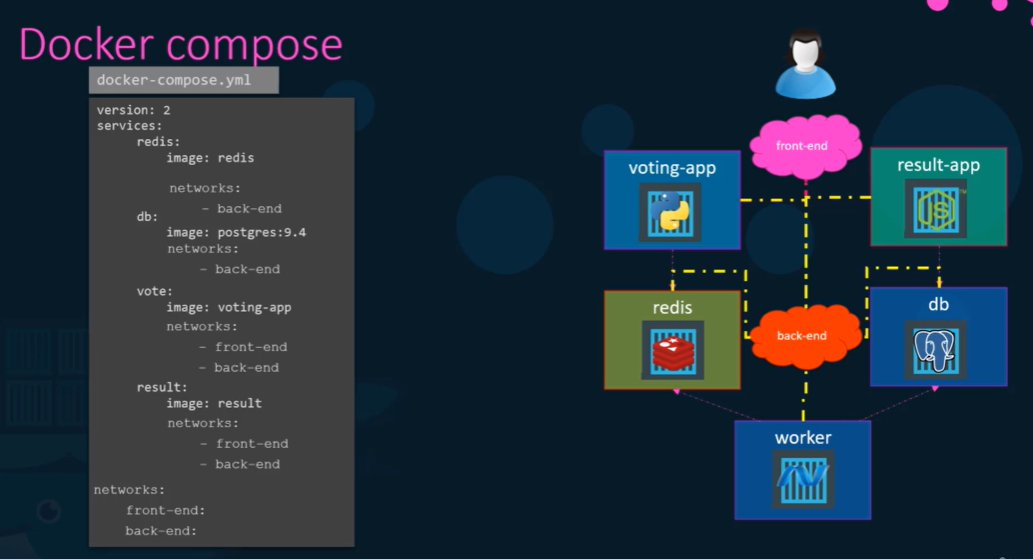 Docker compose
docker-compose.yml
version: 2
services:
redis:
image: redis
networks:
- back-end
db:
image: postgres:9.4
networks:
- back-end
vote:
image: voting-app
networks:
- front-end
- back-end
result:
image: result
networks:
- front-end
- back-end
networks:
front-end:
back-end:
front-end
voting-app
result-app
JS
redis
db
back-end
worker